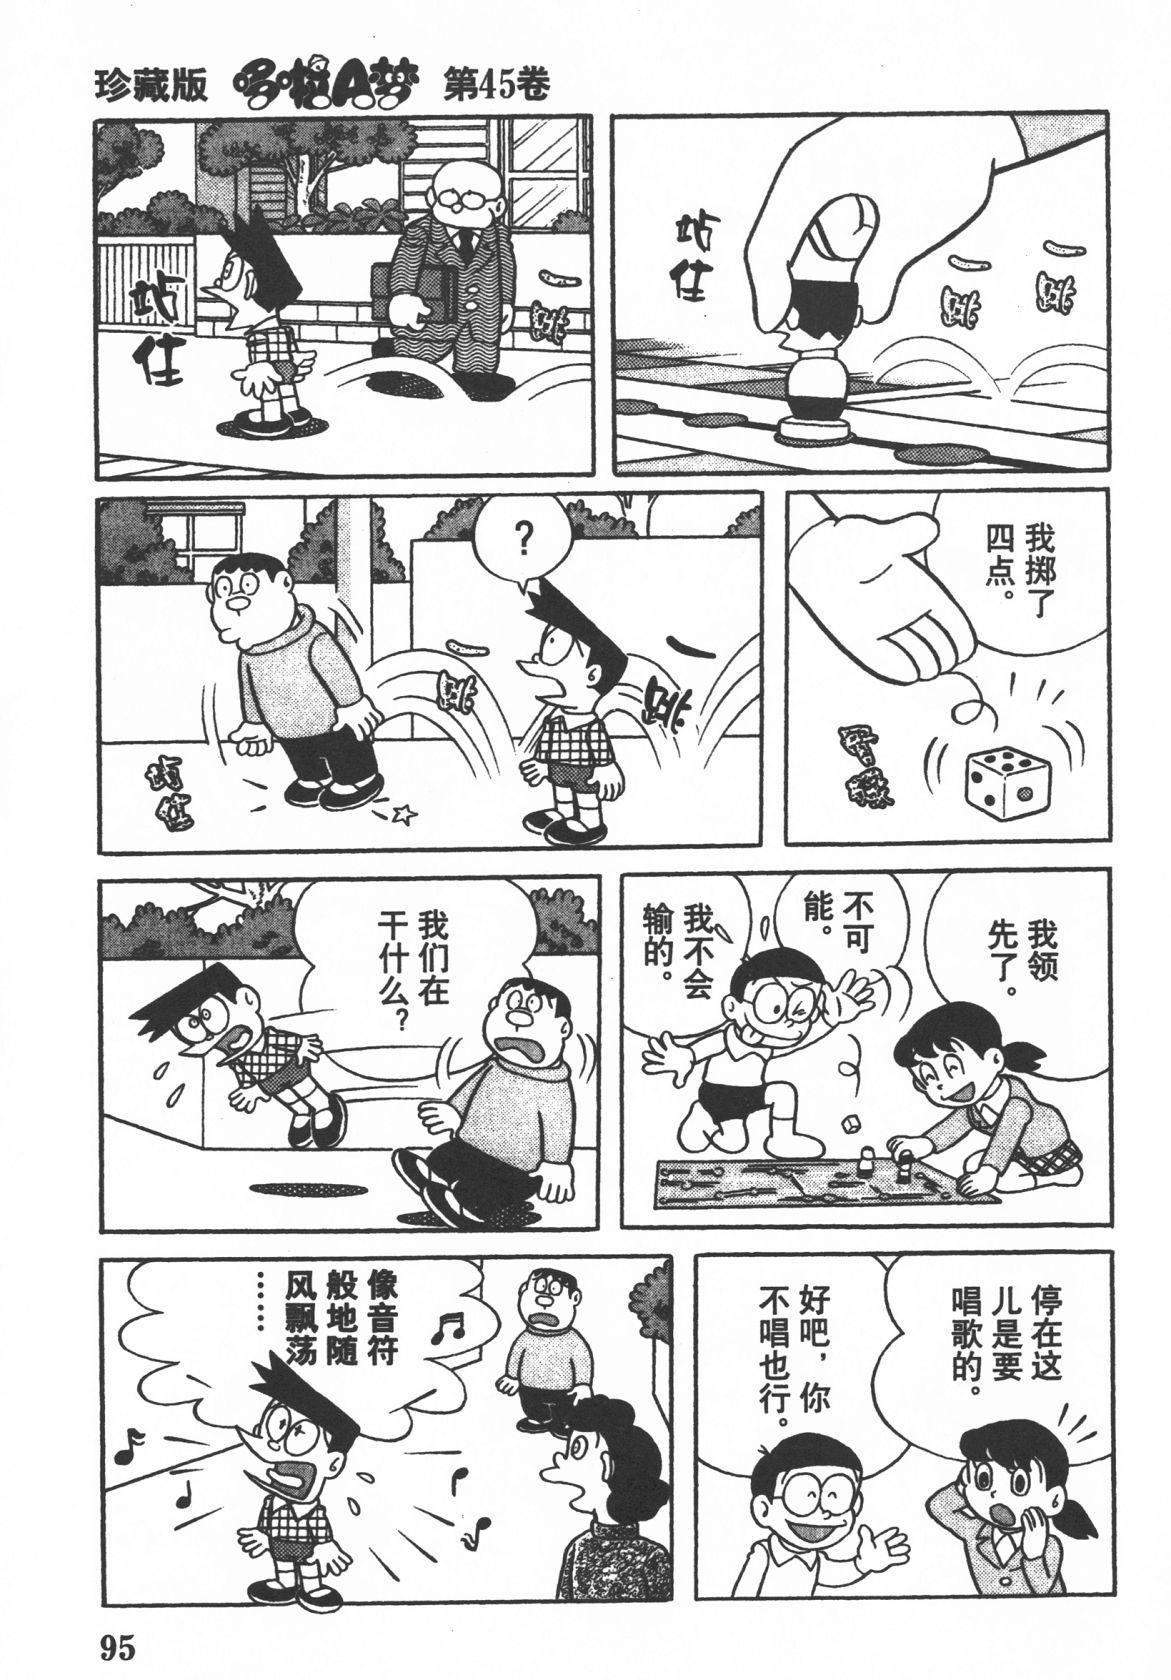 珍藏版 哆啦A梦 第45卷
跳
跳
站住
跳
站住
我掷了
四点。
骨碌
跳
？
跳
站住
我领
先了。
不可
能。
我不会
输的。
我们在
干什么？
停在这
儿是要
唱歌的。
好吧，你
不唱也行。
像音符
般地随
风飘荡
……
95